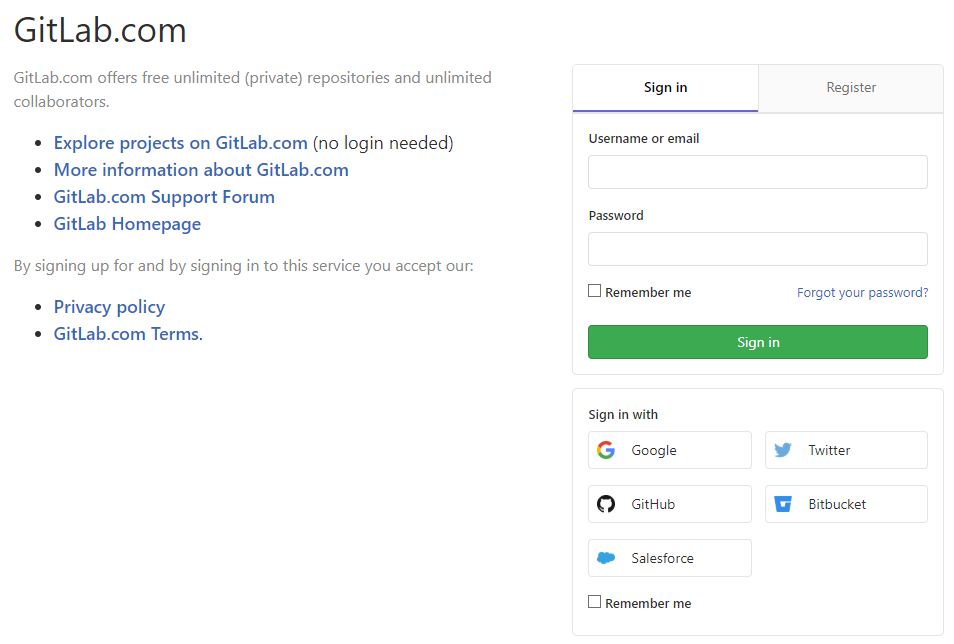 GitLab.com
GitLab.com offers free unlimited (private) repositories and unlimited
collaborators.
Explore projects on GitLab.com (no login needed)
More information about GitLab.com
GitLab.com Support Forum
GitLab Homepage
By signing up for and by signing in to this service you accept our:
Privacy policy
GitLab.com Terms.
Sign in
Register
Username or email
Password
Remember me
Forgot your password?
Sign in
Sign in with
Google
Twitter
GitHub
Bitbucket
Salesforce
Remember me